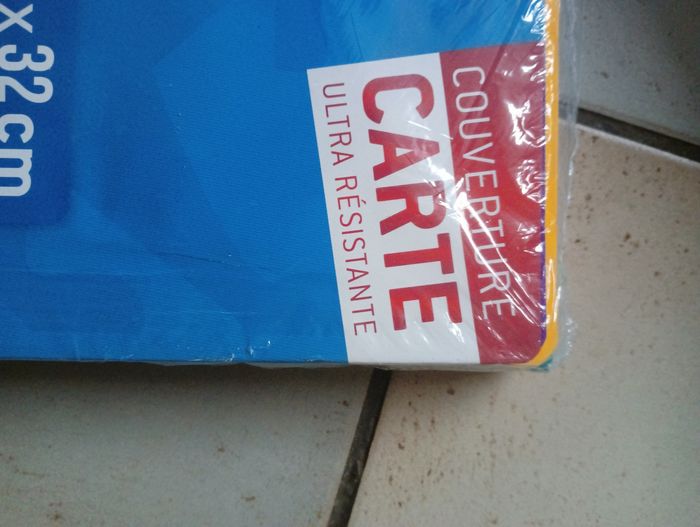 COUVERTURE
CARTE
ULTRA RÉSISTANTE
x 32 cm